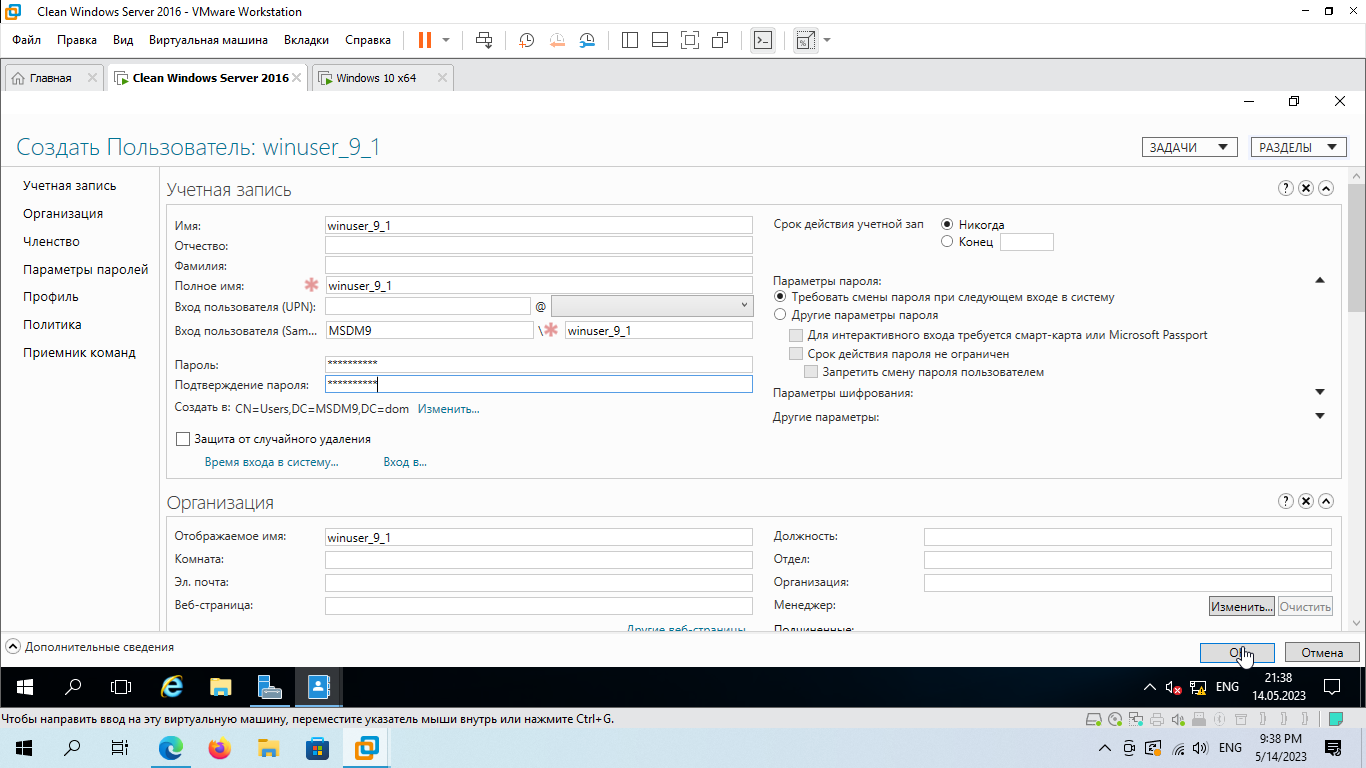 Clean Windows Server 2016 - VMware Workstation
Файл Правка Вид Виртуальная машина Вкладки Справка
Главная Clean Windows Server 2016 Windows 10 x64
Создать Пользователь: winuser_9_1
ЗАДАЧИ РАЗДЕЛЫ
Учетная запись
Организация
Членство
Параметры паролей
Профиль
Политика
Приемник команд
Учетная запись
Имя: winuser_9_1
Отчество:
Фамилия:
Полное имя: * winuser_9_1
Вход пользователя (UPN): @
Вход пользователя (Sam... MSDM9 \* winuser_9_1
Пароль: **********
Подтверждение пароля: **********
Создать в: CN=Users,DC=MSDM9,DC=dom Изменить...
Защита от случайного удаления
Время входа в систему... Вход в...
Срок действия учетной зап
Никогда
Конец
Параметры пароля:
Требовать смены пароля при следующем входе в систему
Другие параметры пароля
Для интерактивного входа требуется смарт-карта или Microsoft Passport
Срок действия пароля не ограничен
Запретить смену пароля пользователем
Параметры шифрования:
Другие параметры:
Организация
Отображаемое имя: winuser_9_1
Комната:
Эл. почта:
Веб-страница:
Другие веб-страницы...
Должность:
Отдел:
Организация:
Менеджер: Изменить... Очистить
Подчиненные:
Дополнительные сведения
Отмена
ENG 21:38
14.05.2023
Чтобы направить ввод на эту виртуальную машину, переместите указатель мыши внутрь или нажмите Ctrl+G.
ENG 9:38 PM
5/14/2023